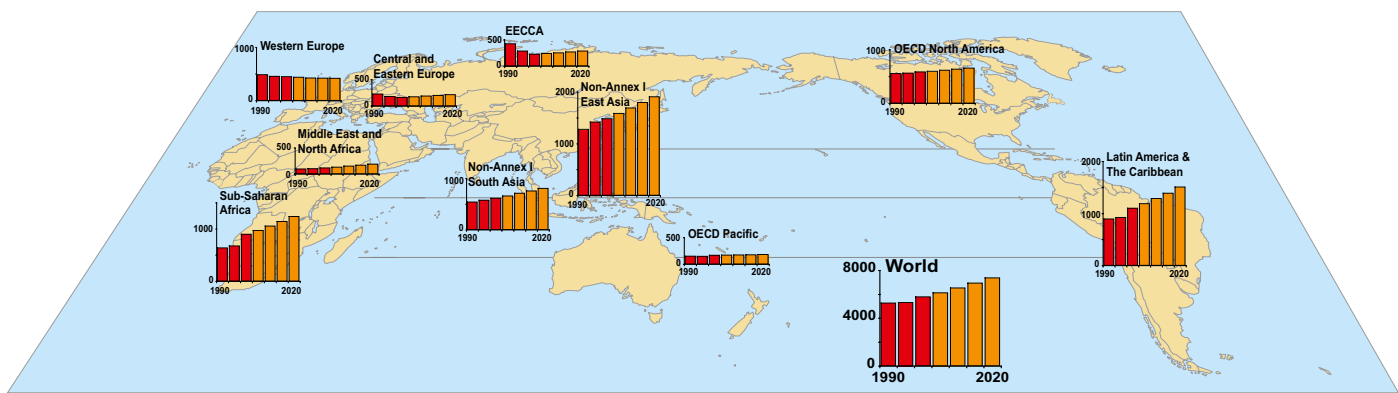 Western Europe
1000
0
1990
2020
Central and
Eastern Europe
500
0
1990
2020
EECCA
500
0
1990
2020
Non-Annex I
East Asia
2000
1000
0
1990
2020
OECD North America
1000
0
1990
2020
Middle East and
North Africa
500
0
1990
2020
Sub-Saharan
Africa
1000
0
1990
2020
Non-Annex I
South Asia
1000
0
1990
2020
OECD Pacific
500
0
1990
2020
Latin America &
The Caribbean
2000
1000
0
1990
2020
World
8000
4000
0
1990
2020